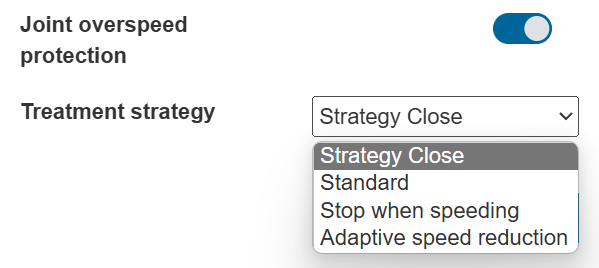 Joint overspeed
protection
Treatment strategy
Strategy Close
Strategy Close
Standard
Stop when speeding
Adaptive speed reduction